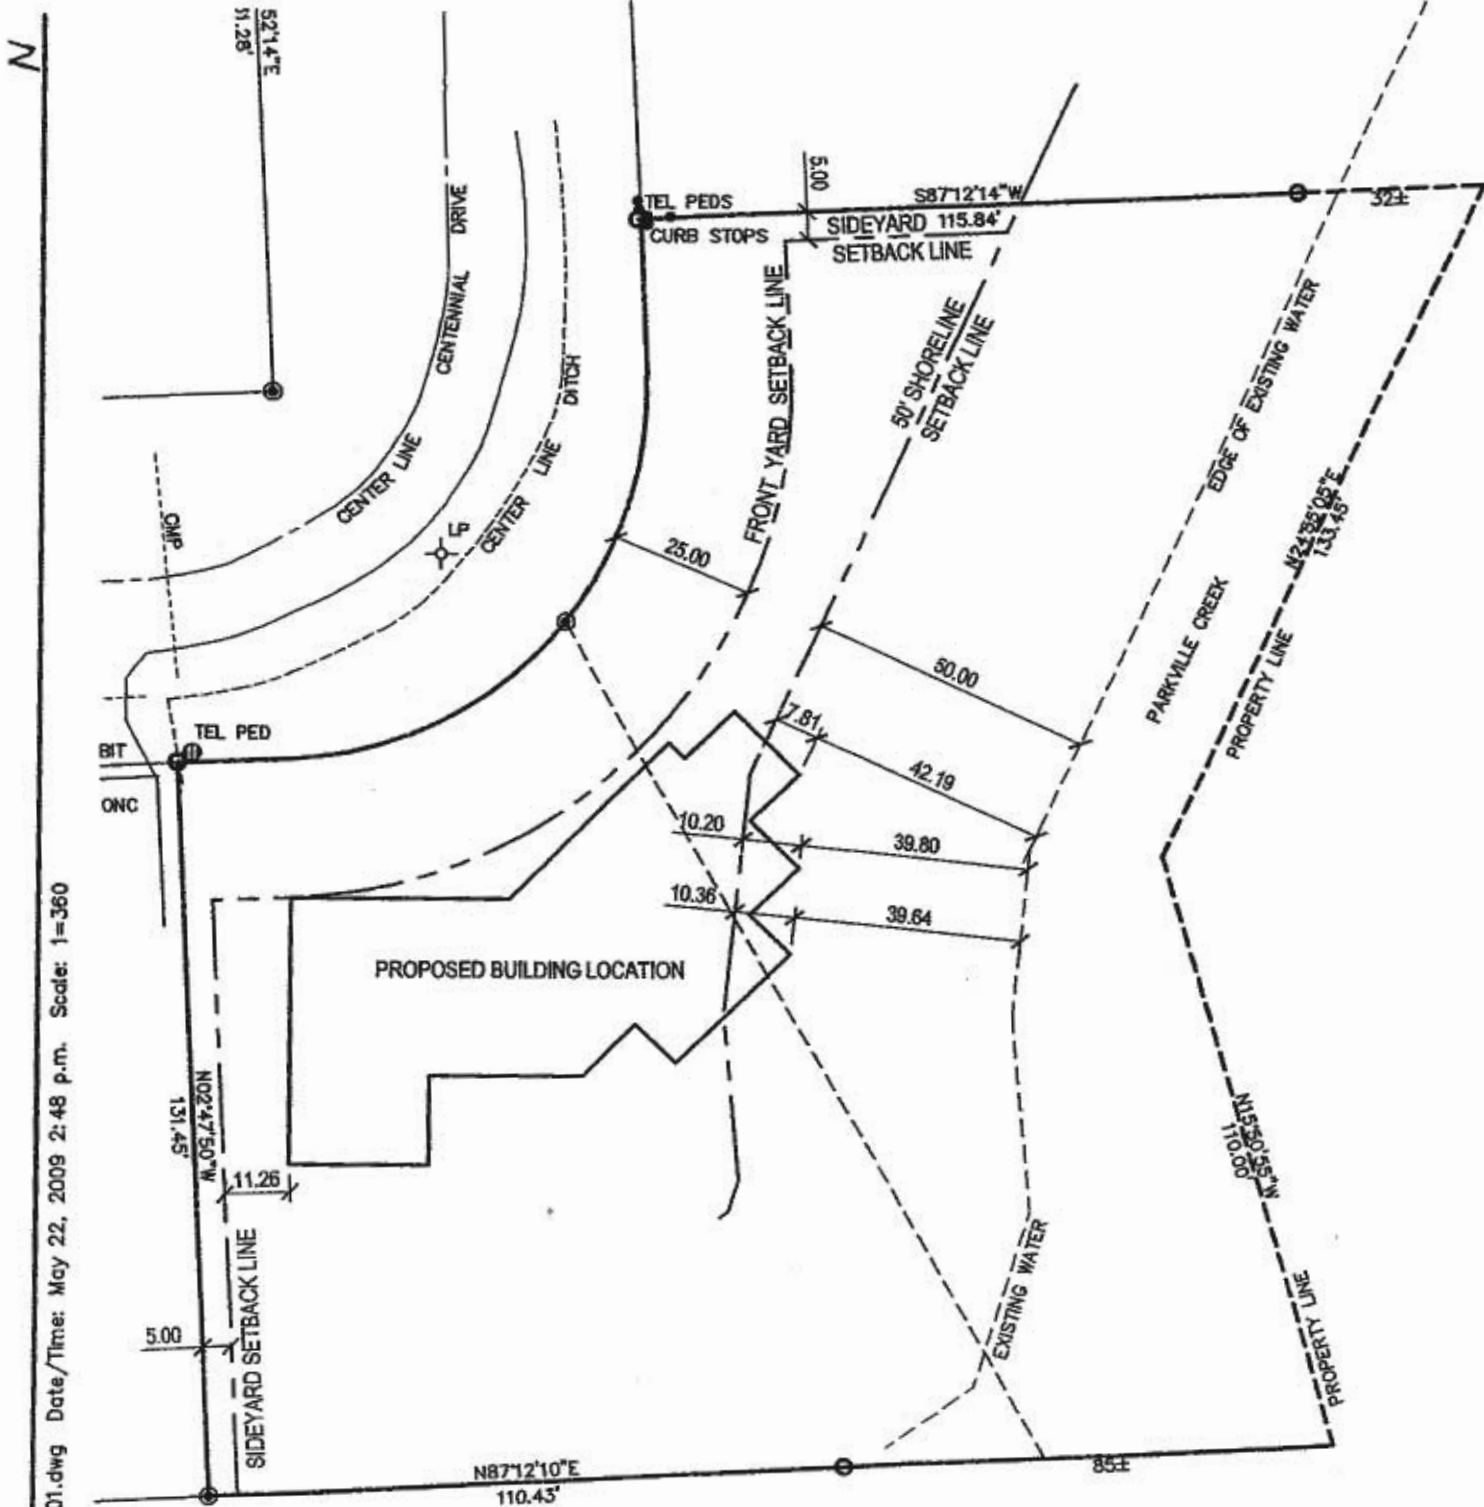 N
52'14"E
31.28'
TEL PEDS
CURB STOPS
5.00
S87°12'14"W
SIDEYARD 115.84'
SETBACK LINE
32±
CENTENNIAL DRIVE
CENTER LINE
DITCH
CENTER LINE
FRONT YARD SETBACK LINE
50' SHORELINE
SETBACK LINE
EDGE OF EXISTING WATER
N24°55'05"E
133.45'
CMP
LP
25.00
50.00
PARKVILLE CREEK
PROPERTY LINE
TEL PED
BIT
ONC
7.81
42.19
10.20
39.80
10.36
39.64
PROPOSED BUILDING LOCATION
N02°47'50"W
131.45'
11.26
N15°50'55"W
110.00'
5.00
SIDEYARD SETBACK LINE
EXISTING WATER
PROPERTY LINE
N87°12'10"E
110.43'
85±
01.dwg Date/Time: May 22, 2009 2:48 p.m. Scale: 1=360